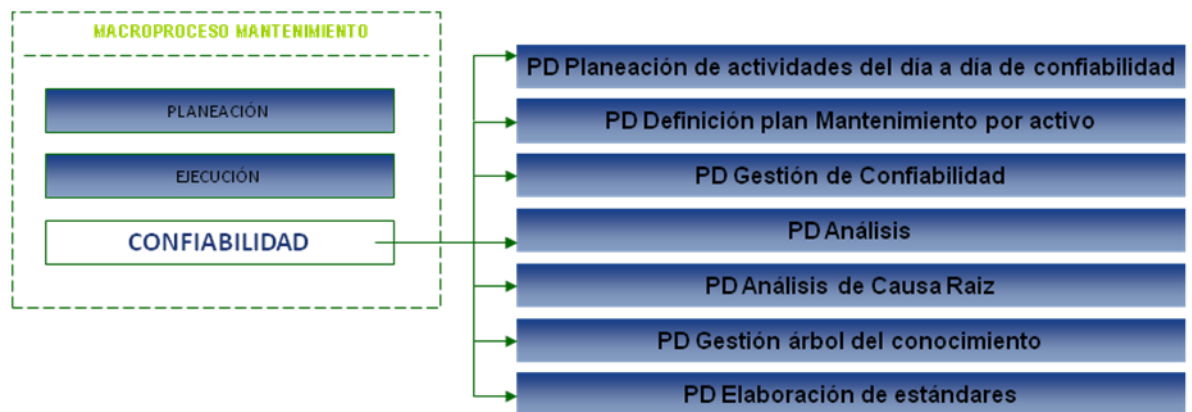 MACROPROCESO MANTENIMIENTO
PLANEACIÓN
EJECUCIÓN
CONFIABILIDAD
PD Planeación de actividades del día a día de confiabilidad
PD Definición plan Mantenimiento por activo
PD Gestión de Confiabilidad
PD Análisis
PD Análisis de Causa Raiz
PD Gestión árbol del conocimiento
PD Elaboración de estándares